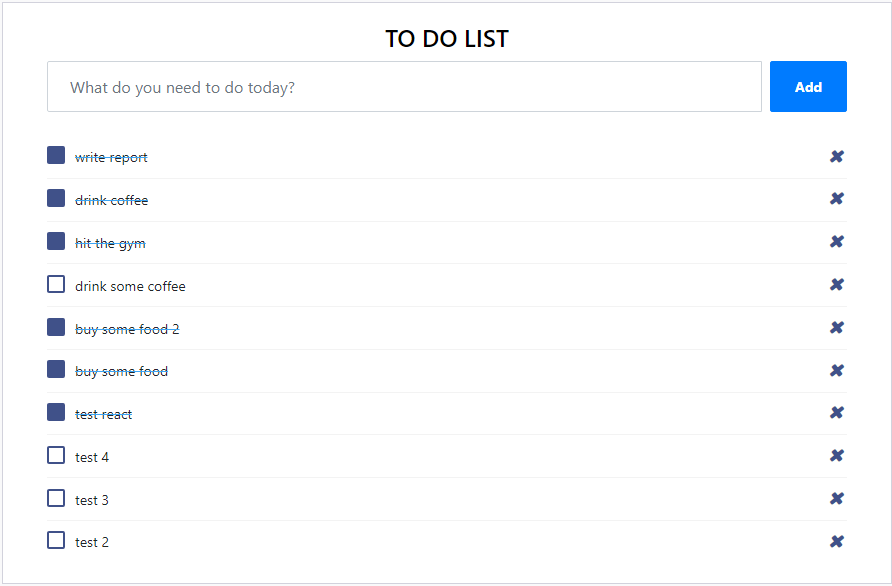 TO DO LIST
What do you need to do today?
Add
write report
drink coffee
hit the gym
drink some coffee
buy some food 2
buy some food
test react
test 4
test 3
test 2